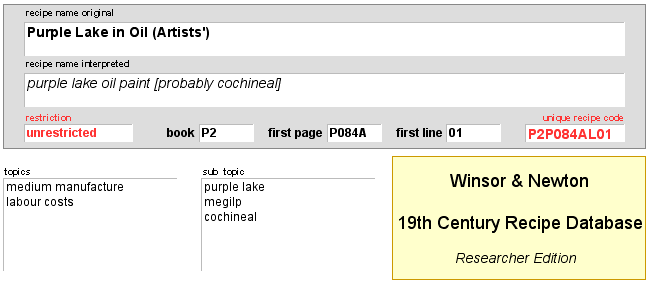 recipe name original
Purple Lake in Oil (Artists')
recipe name interpreted
purple lake oil paint [probably cochineal]
restriction
unique recipe code
unrestricted book P2 first page P084A first line 01 P2P084AL01
topics
medium manufacture
labour costs
sub topic
purple lake
megilp
cochineal
Winsor & Newton
19th Century Recipe Database
Researcher Edition